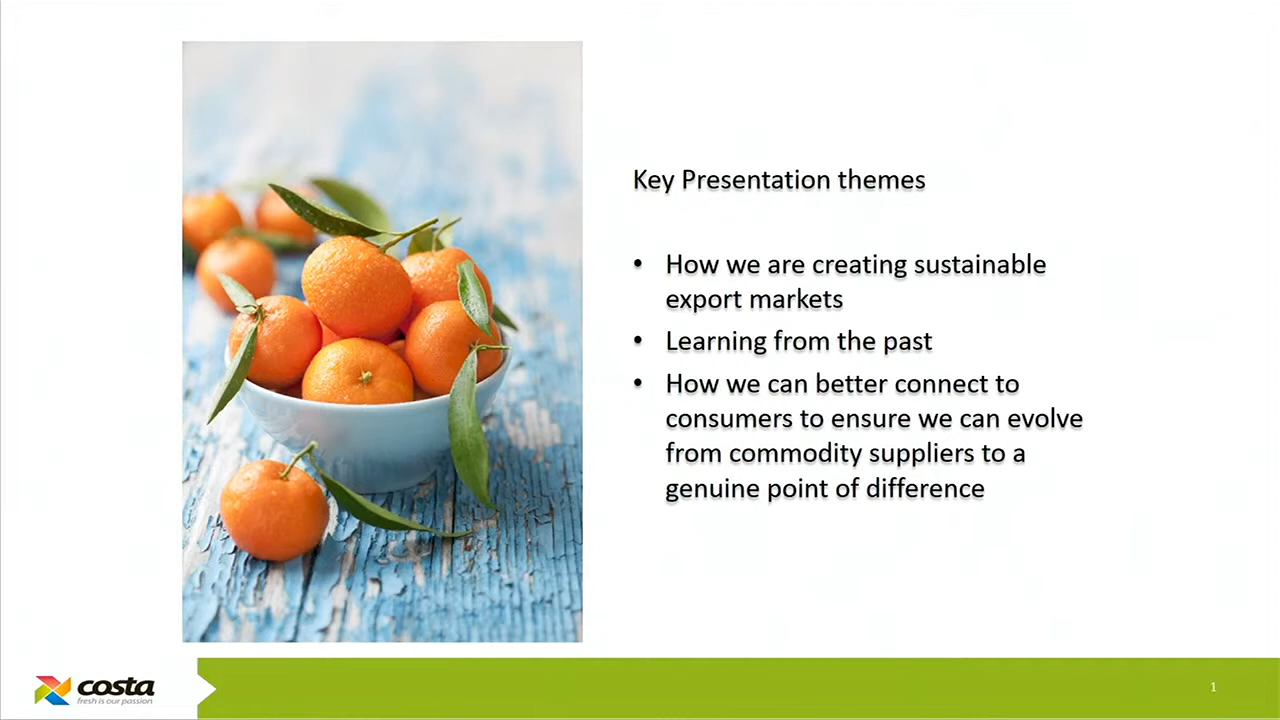 Key Presentation themes
• How we are creating sustainable
export markets
• Learning from the past
• How we can better connect to
consumers to ensure we can evolve
from commodity suppliers to a
genuine point of difference
costa
fresh is our passion
1